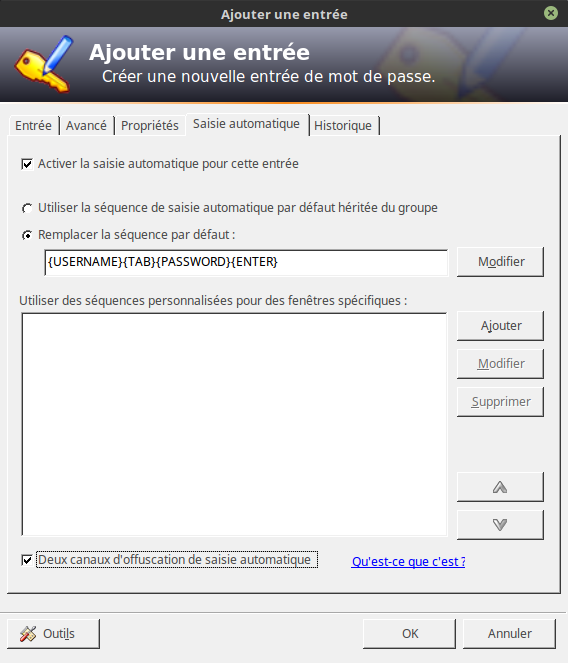 Ajouter une entrée
Ajouter une entrée
Créer une nouvelle entrée de mot de passe.
Entrée Avancé Propriétés Saisie automatique Historique
Activer la saisie automatique pour cette entrée
Utiliser la séquence de saisie automatique par défaut héritée du groupe
Remplacer la séquence par défaut :
{USERNAME}{TAB}{PASSWORD}{ENTER} Modifier
Utiliser des séquences personnalisées pour des fenêtres spécifiques :
Ajouter
Modifier
Supprimer
Deux canaux d'offuscation de saisie automatique Qu'est-ce que c'est ?
Outils OK Annuler